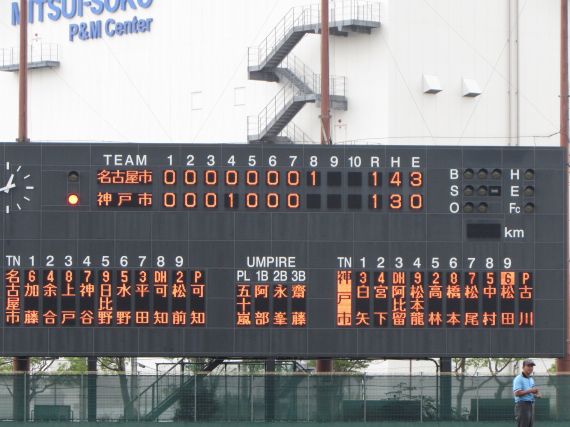 MITSUI-SOKO
P&M Center
TEAM 1 2 3 4 5 6 7 8 9 10 R H E
名古屋市 0 0 0 0 0 0 0 1 1 4 3
神戸市 0 0 0 1 0 0 0 1 3 0
B H
S E
O Fc
km
TN 1 2 3 4 5 6 7 8 9
名古屋市
6 加藤
4 余合
8 上戸
7 神谷
9 日比野
5 水野
3 平田
DH 可知
2 松前
P 可知
UMPIRE
PL 1B 2B 3B
五十嵐
阿部
永峯
齋藤
TN 1 2 3 4 5 6 7 8 9
神戸市
3 白矢
4 宮下
DH 阿比留
9 松本龍
2 高林
8 橋本
7 松尾
5 中村
6 松田
P 古川